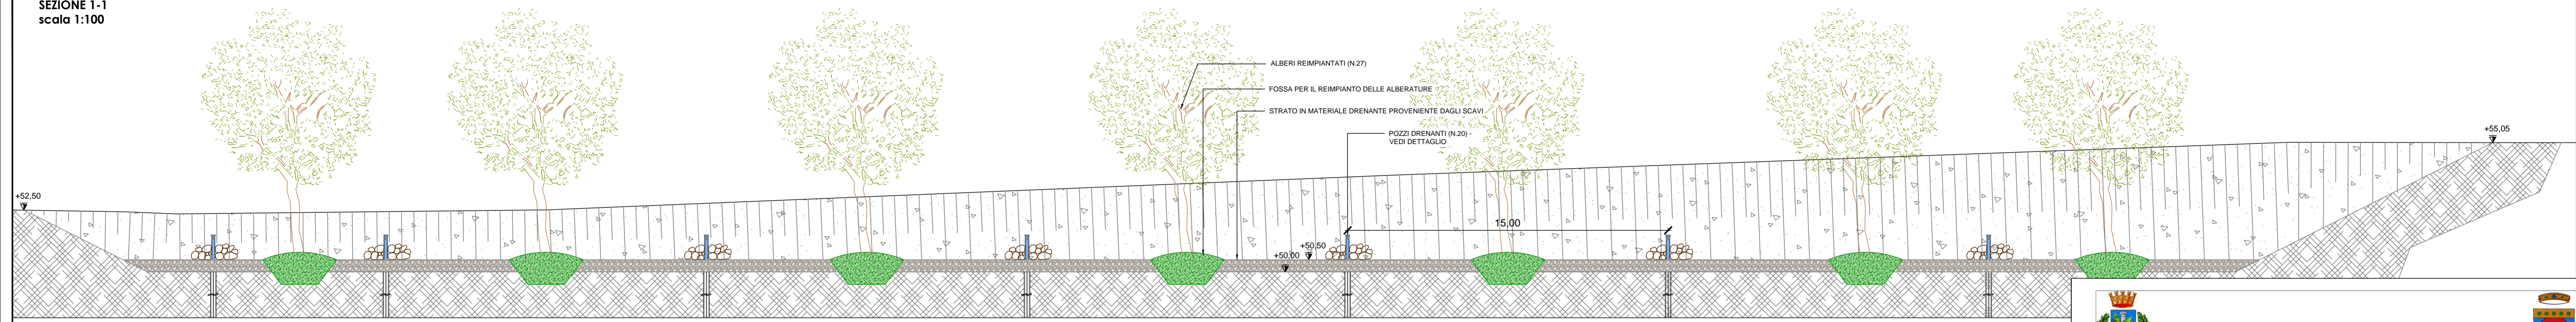 SEZIONE 1-1
scala 1:100
ALBERI REIMPIANTATI (N.27)
FOSSA PER IL REIMPIANTO DELLE ALBERATURE
STRATO IN MATERIALE DRENANTE PROVENIENTE DAGLI SCAVI
POZZI DRENANTI (N.20) -
VEDI DETTAGLIO
+55,05
+52,50
15,00
+50,50
+50,00